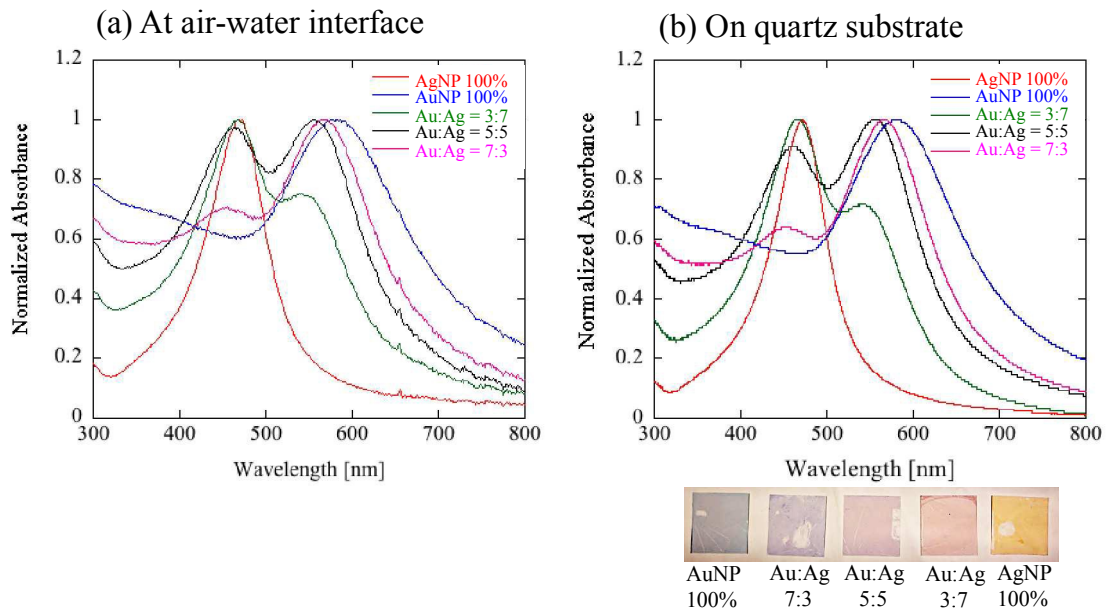 (a) At air-water interface
1.2
1
0.8
0.6
0.4
0.2
0
300 400 500 600 700 800
Normalized Absorbance
Wavelength [nm]
AgNP 100%
AuNP 100%
Au:Ag = 3:7
Au:Ag = 5:5
Au:Ag = 7:3
(b) On quartz substrate
1.2
1
0.8
0.6
0.4
0.2
0
300 400 500 600 700 800
Normalized Absorbance
Wavelength [nm]
AgNP 100%
AuNP 100%
Au:Ag = 3:7
Au:Ag = 5:5
Au:Ag = 7:3
AuNP Au:Ag Au:Ag Au:Ag AgNP
100% 7:3 5:5 3:7 100%